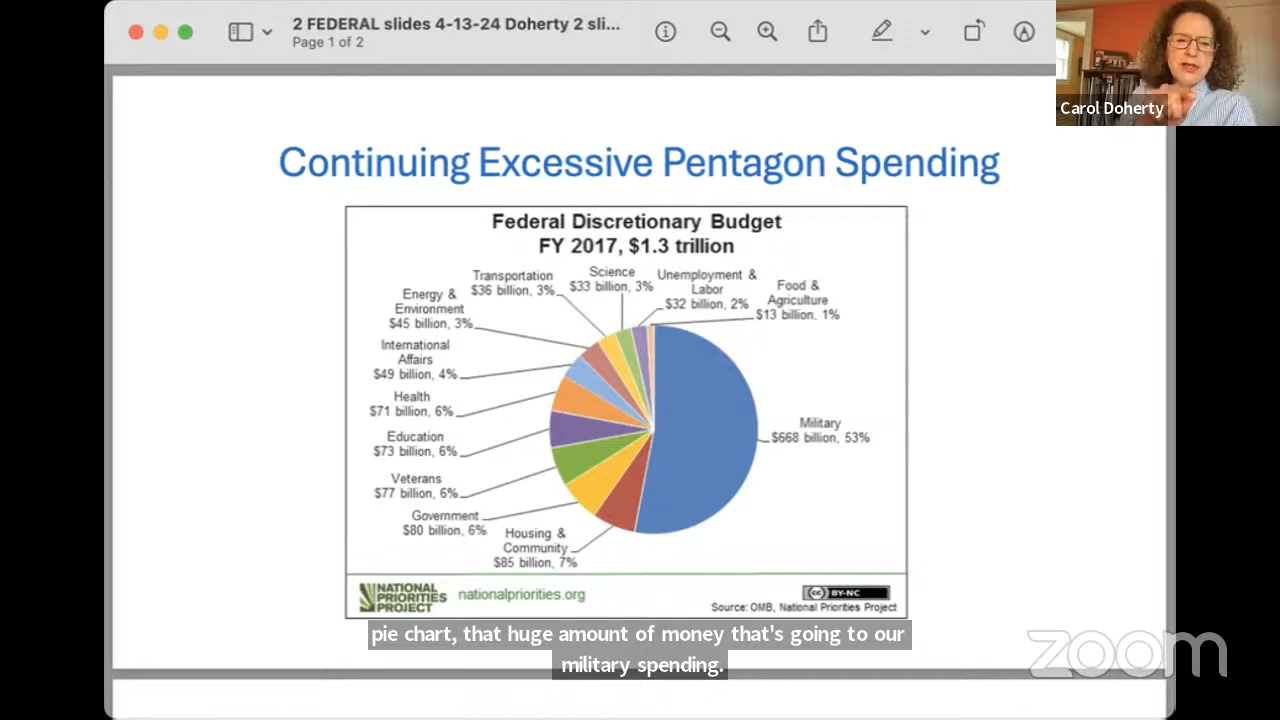 2 FEDERAL slides 4-13-24 Doherty 2 sli...
Page 1 of 2
Carol Doherty
Continuing Excessive Pentagon Spending
Federal Discretionary Budget
FY 2017, $1.3 trillion
Transportation
$36 billion, 3%
Science
$33 billion, 3%
Unemployment &
Labor
$32 billion, 2%
Food &
Agriculture
$13 billion, 1%
Energy &
Environment
$45 billion, 3%
International
Affairs
$49 billion, 4%
Health
$71 billion, 6%
Education
$73 billion, 6%
Veterans
$77 billion, 6%
Government
$80 billion, 6%
Housing &
Community
$85 billion, 7%
Military
$668 billion, 53%
NATIONAL
PRIORITIES
PROJECT
nationalpriorities.org
cc BY-NC
Source: OMB, National Priorities Project
pie chart, that huge amount of money that's going to our
military spending.
zoom